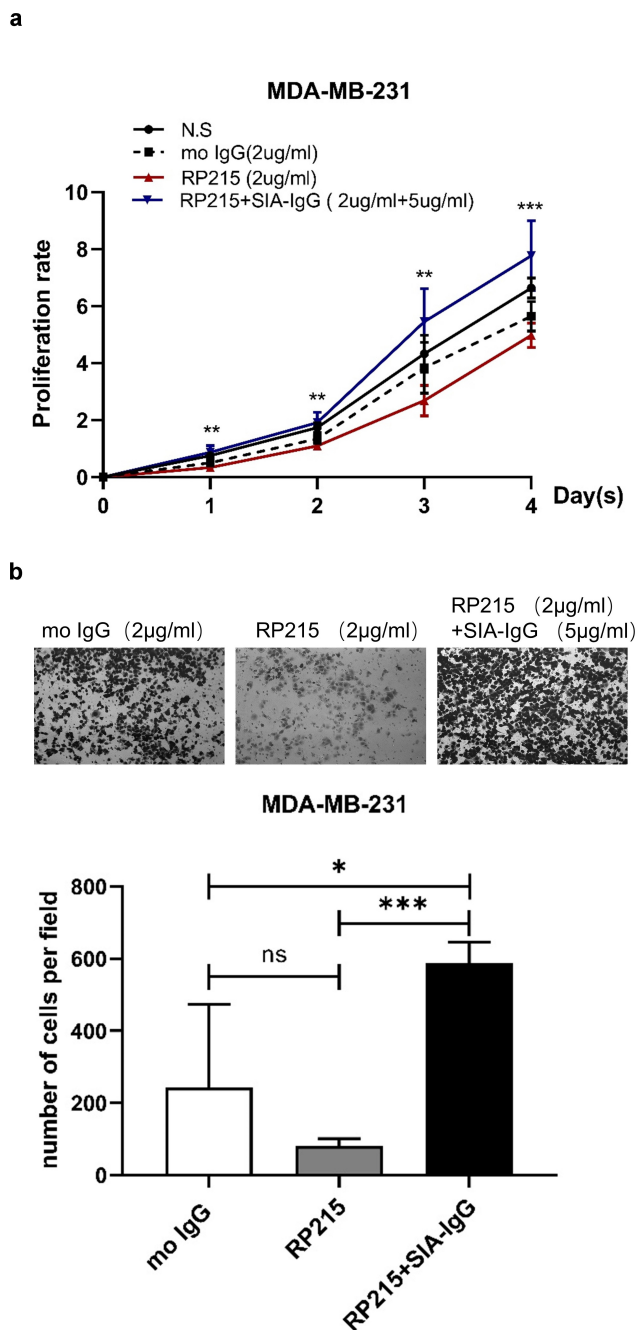 a
MDA-MB-231
N.S
mo IgG(2ug/ml)
RP215 (2ug/ml)
RP215+SIA-IgG ( 2ug/ml+5ug/ml)
Proliferation rate
10
8
6
4
2
0
**
**
**
***
0 1 2 3 4 Day(s)
b
mo IgG （2μg/ml）
RP215 （2μg/ml）
RP215 （2μg/ml）
+SIA-IgG （5μg/ml）
MDA-MB-231
number of cells per field
800
600
400
200
0
*
***
ns
mo IgG
RP215
RP215+SIA-IgG